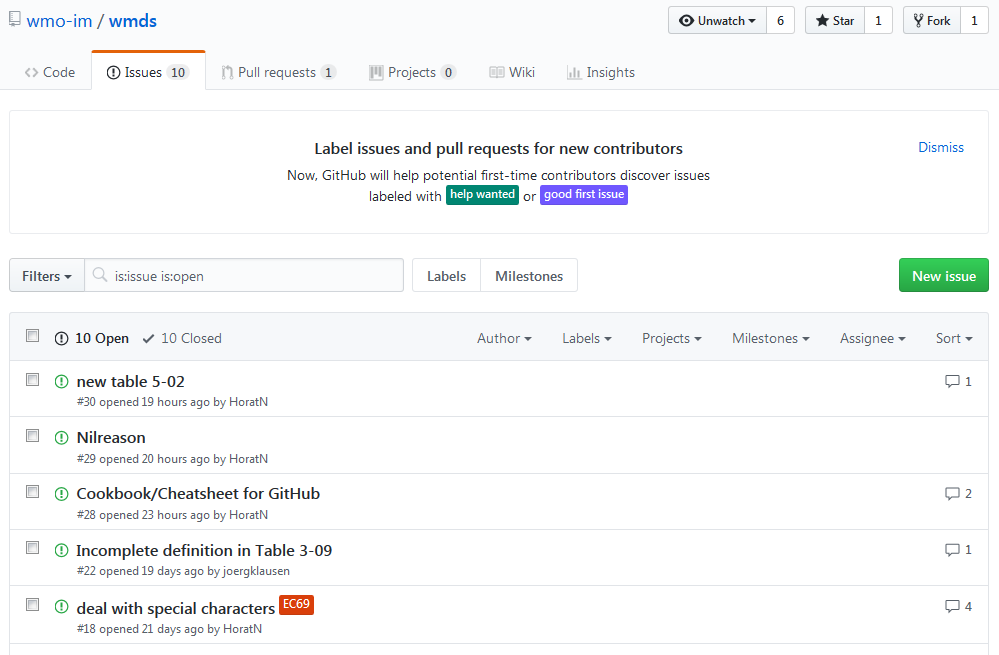 wmo-im / wmds Unwatch 6 Star 1 Fork 1
Code Issues 10 Pull requests 1 Projects 0 Wiki Insights
Label issues and pull requests for new contributors
Dismiss
Now, GitHub will help potential first-time contributors discover issues
labeled with help wanted or good first issue
Filters is:issue is:open Labels Milestones New issue
10 Open 10 Closed Author Labels Projects Milestones Assignee Sort
new table 5-02 1
#30 opened 19 hours ago by HoratN
Nilreason
#29 opened 20 hours ago by HoratN
Cookbook/Cheatsheet for GitHub 2
#28 opened 23 hours ago by HoratN
Incomplete definition in Table 3-09 1
#22 opened 19 days ago by joergklausen
deal with special characters EC69 4
#18 opened 21 days ago by HoratN